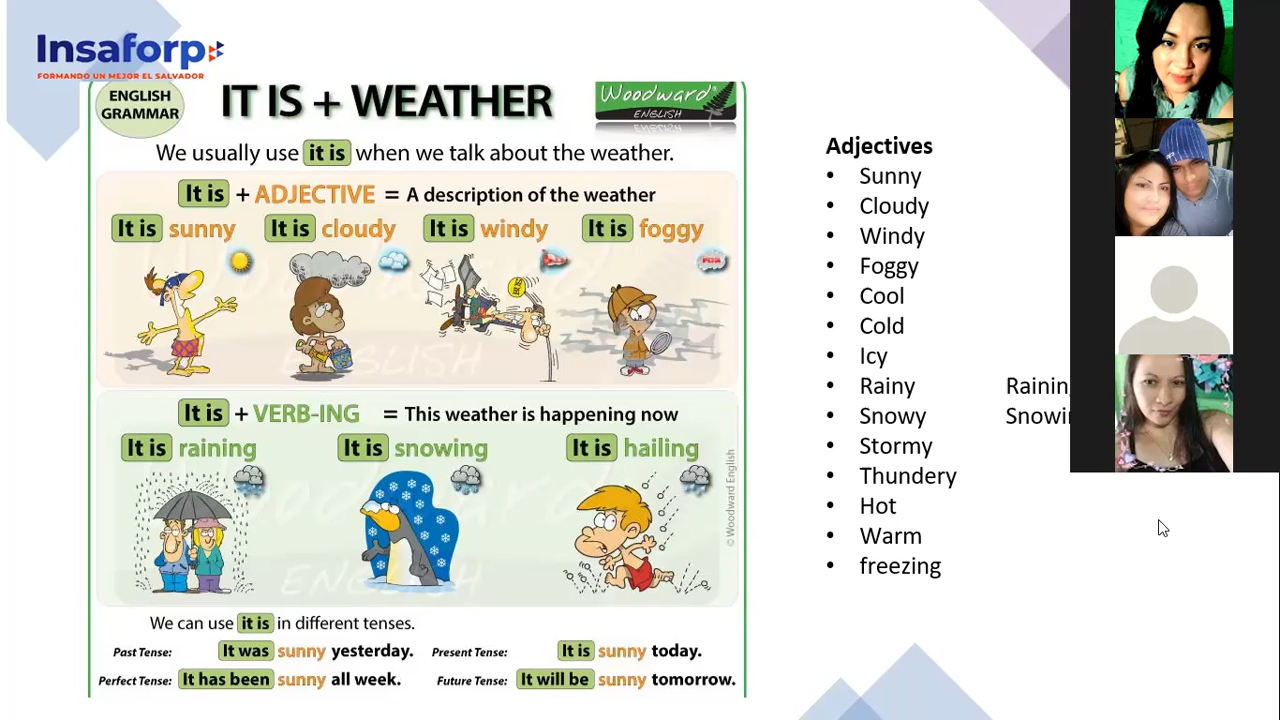 Insaforp
FORMANDO UN MEJOR EL SALVADOR
ENGLISH
GRAMMAR
IT IS + WEATHER
Woodward®
ENGLISH
We usually use it is when we talk about the weather.
It is + ADJECTIVE = A description of the weather
It is sunny
It is cloudy
It is windy
It is foggy
BUS
FOG
It is + VERB-ING = This weather is happening now
It is raining
It is snowing
It is hailing
© Woodward English
We can use it is in different tenses.
Past Tense: It was sunny yesterday.
Present Tense: It is sunny today.
Perfect Tense: It has been sunny all week.
Future Tense: It will be sunny tomorrow.
Adjectives
• Sunny
• Cloudy
• Windy
• Foggy
• Cool
• Cold
• Icy
• Rainy
• Snowy
• Stormy
• Thundery
• Hot
• Warm
• freezing